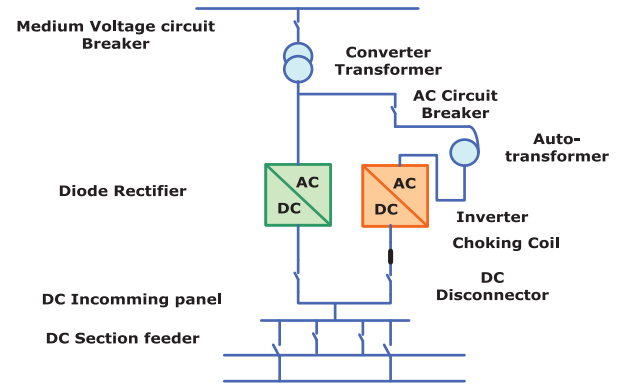 Medium Voltage circuit
Breaker
Converter
Transformer
AC Circuit
Breaker
Auto-
transformer
Diode Rectifier
AC
DC
AC
DC
Inverter
Choking Coil
DC
Disconnector
DC Incomming panel
DC Section feeder